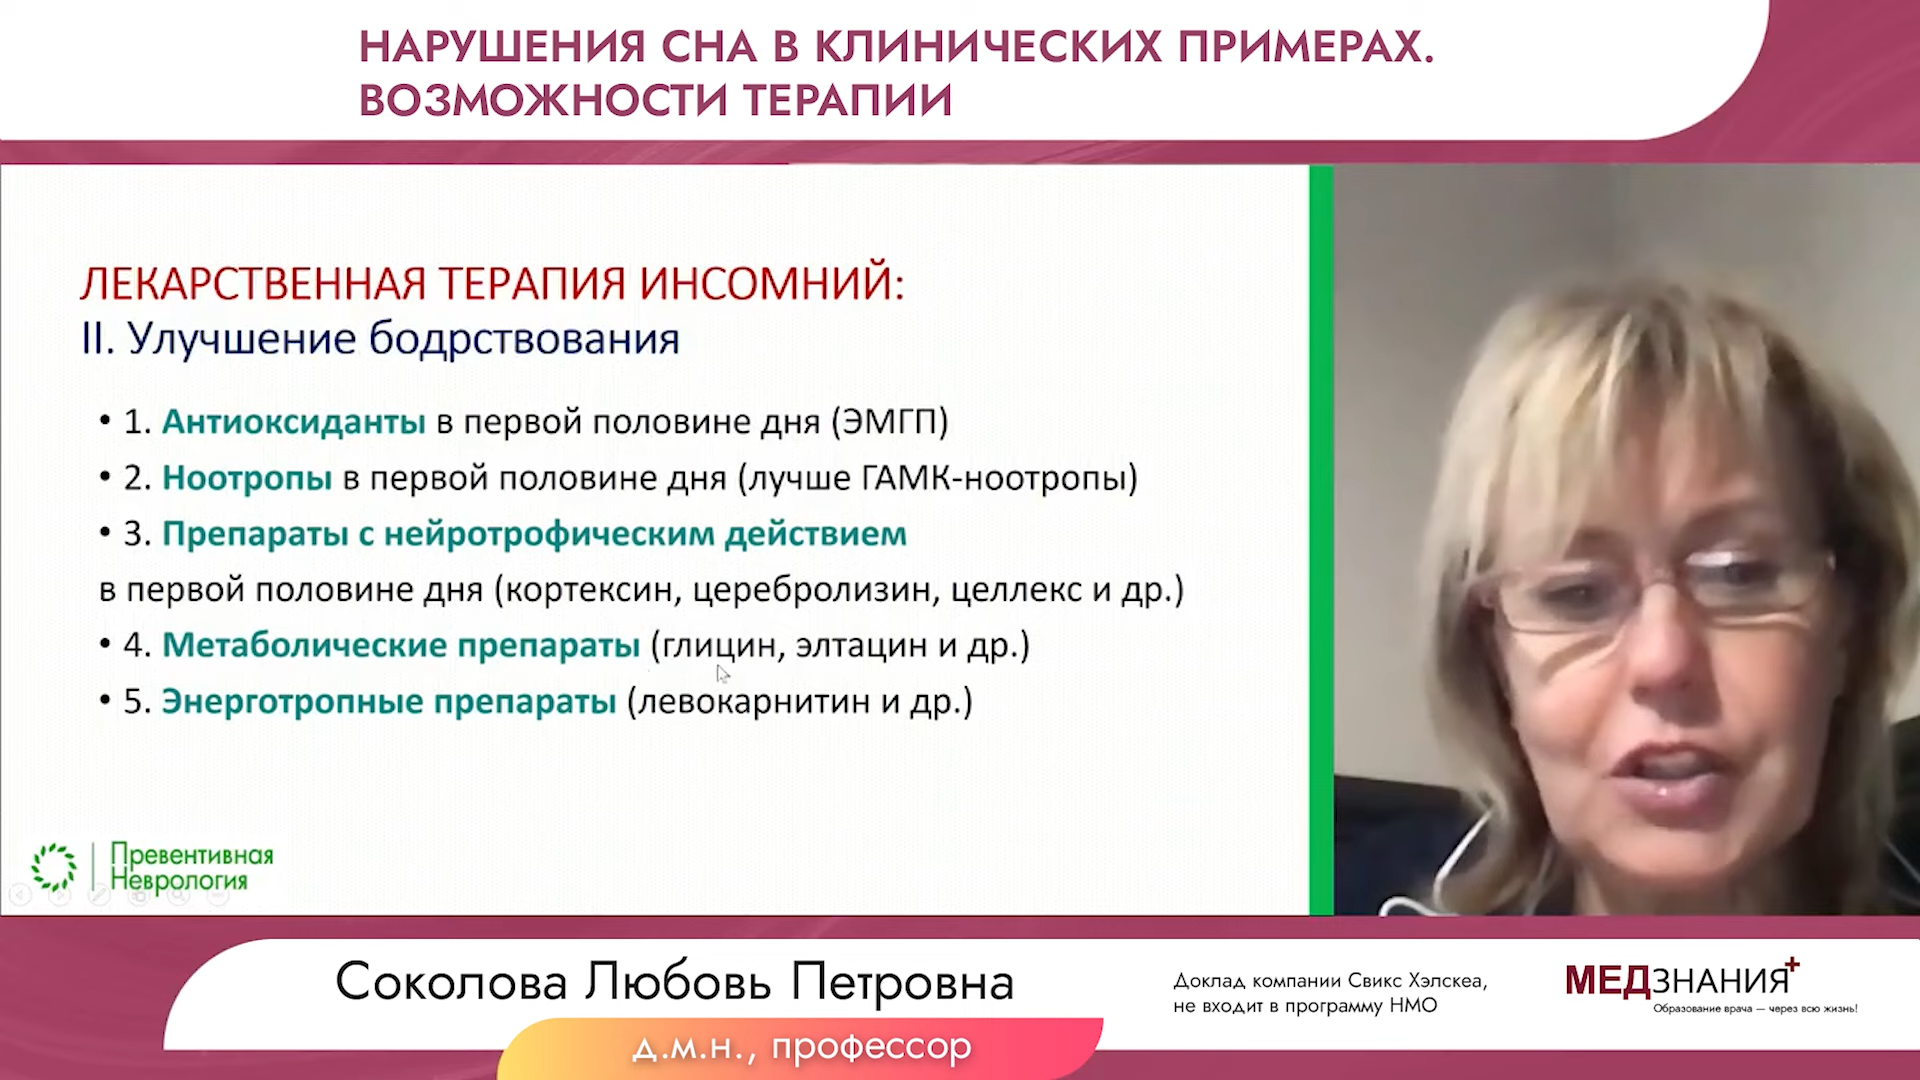 НАРУШЕНИЯ СНА В КЛИНИЧЕСКИХ ПРИМЕРАХ.
ВОЗМОЖНОСТИ ТЕРАПИИ
ЛЕКАРСТВЕННАЯ ТЕРАПИЯ ИНСОМНИЙ:
II. Улучшение бодрствования
• 1. Антиоксиданты в первой половине дня (ЭМГП)
• 2. Ноотропы в первой половине дня (лучше ГАМК-ноотропы)
• 3. Препараты с нейротрофическим действием
в первой половине дня (кортексин, церебролизин, целлекс и др.)
• 4. Метаболические препараты (глицин, элтацин и др.)
• 5. Энерготропные препараты (левокарнитин и др.)
Превентивная
Неврология
Соколова Любовь Петровна
д.м.н., профессор
Доклад компании Свикс Хэлскеа,
не входит в программу НМО
МЕДЗНАНИЯ+
Образование врача — через всю жизнь!